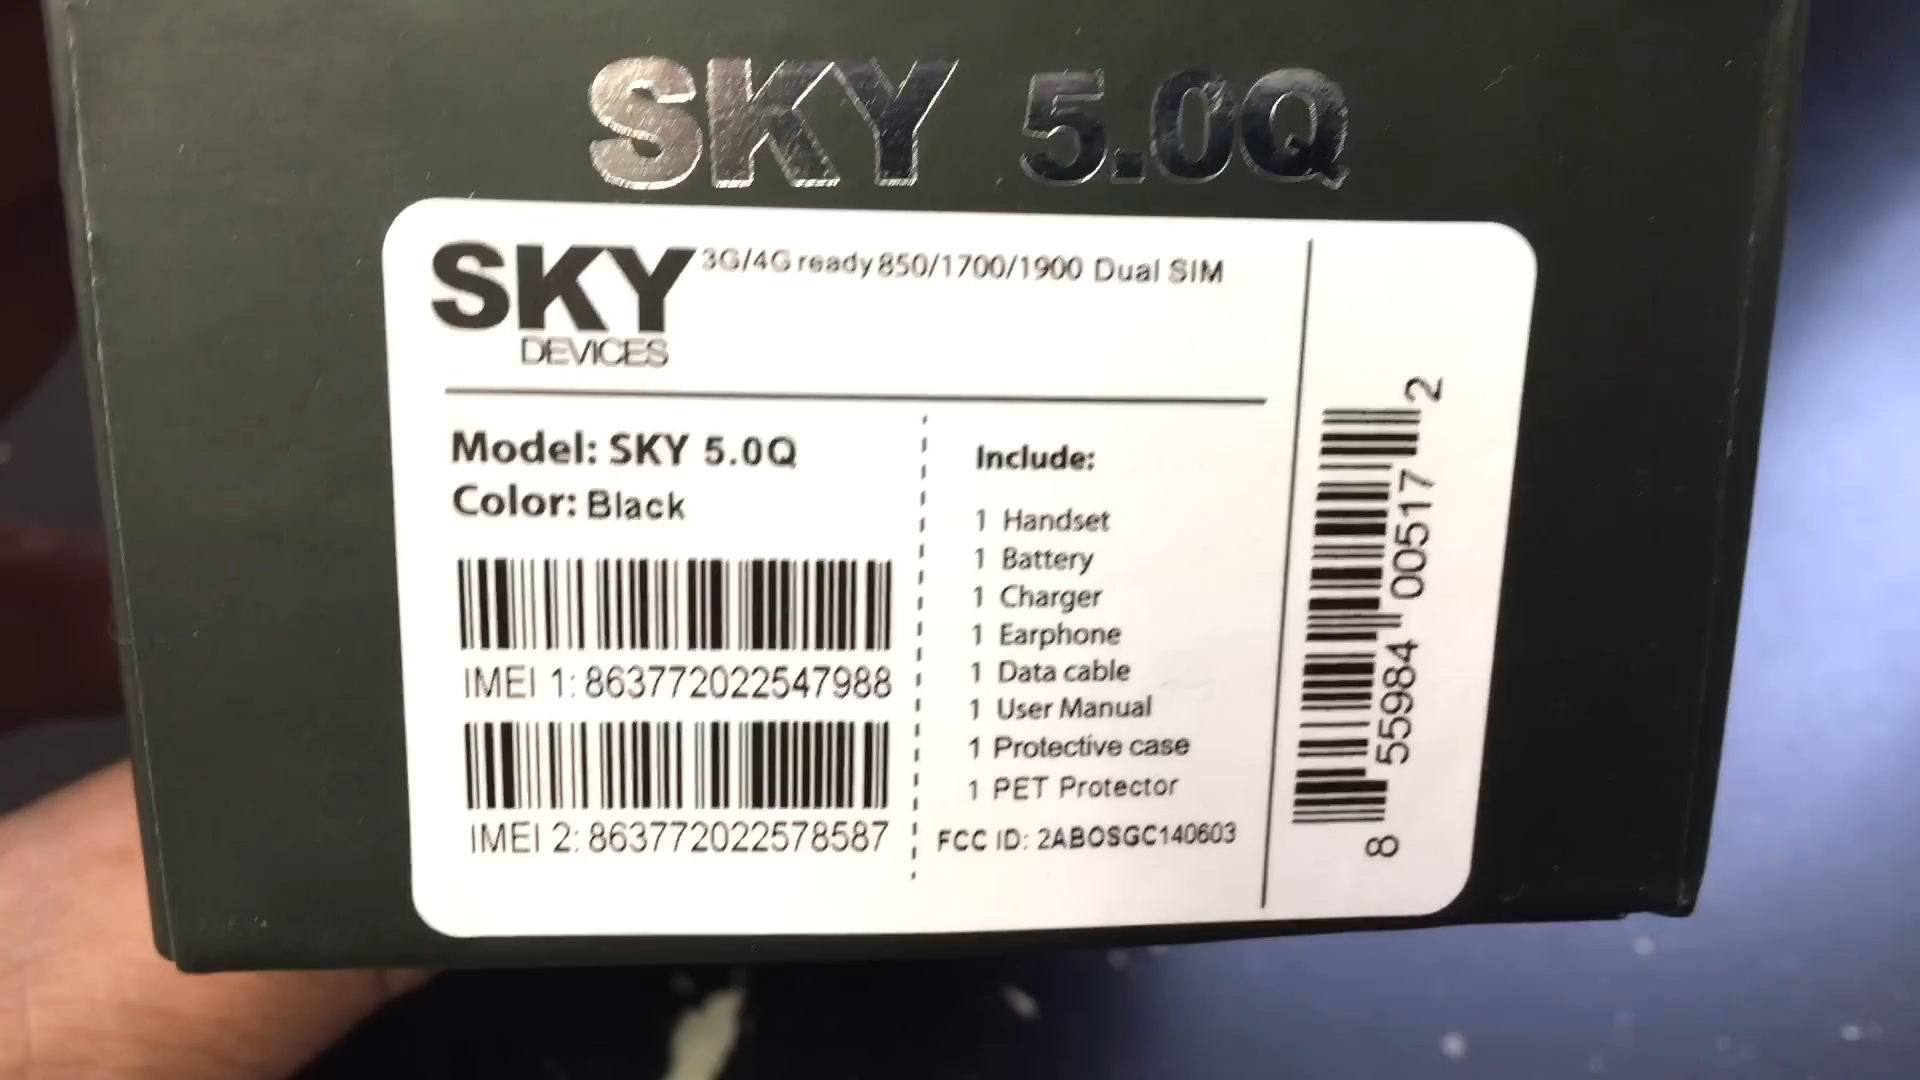 SKY 5.0Q
SKY
DEVICES
3G/4G ready 850/1700/1900 Dual SIM
Model: SKY 5.0Q
Color: Black
IMEI 1: 863772022547988
IMEI 2: 863772022578587
Include:
1 Handset
1 Battery
1 Charger
1 Earphone
1 Data cable
1 User Manual
1 Protective case
1 PET Protector
FCC ID: 2ABOSGC140603
8 55984 00517 2